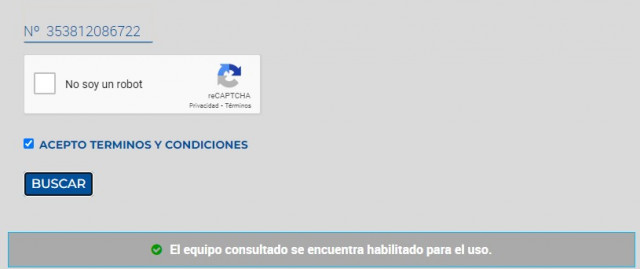 Nº 353812086722
No soy un robot
reCAPTCHA
Privacidad - Términos
ACEPTO TERMINOS Y CONDICIONES
BUSCAR
El equipo consultado se encuentra habilitado para el uso.